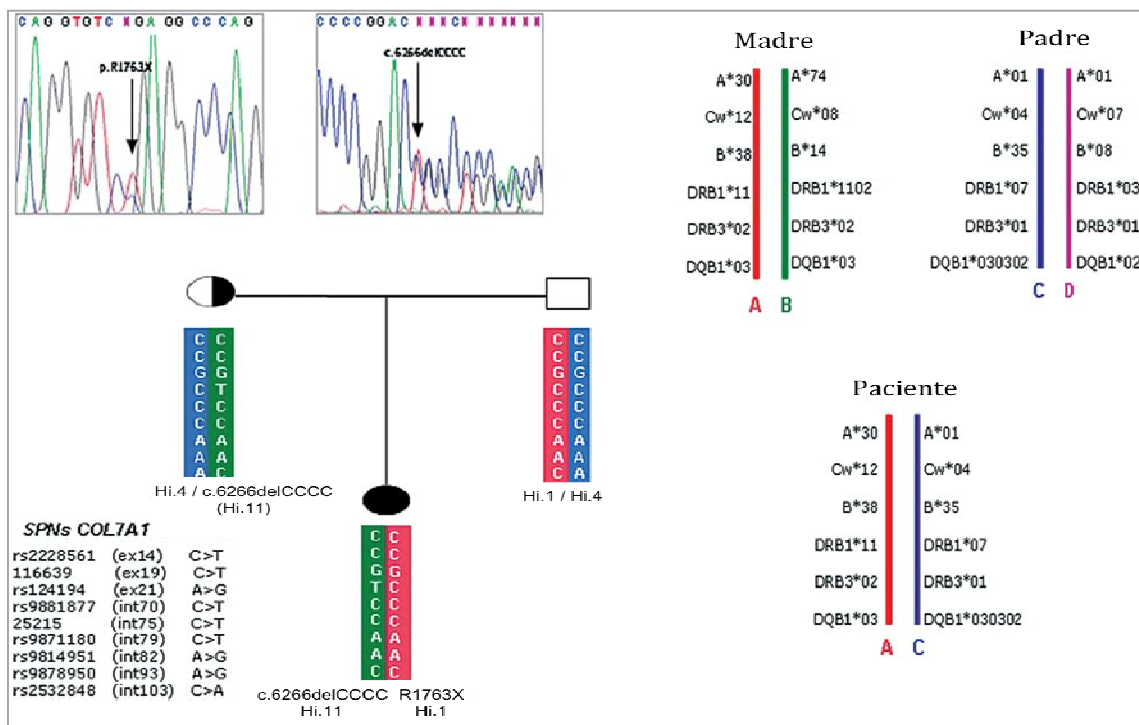 C A G G T G T C N G A G G C C C A G
p.R1763X
C C C C G G A C N N N C N N N N N N
c.6266delCCCC
C C
C C
G G
C T
C C
C C
A A
A A
A C
Hi.4 / c.6266delCCCC
(Hi.11)
C C
C C
G G
C C
C C
C C
A A
A A
C A
Hi.1 / Hi.4
C C
C C
G G
T C
C C
C C
A A
A A
C C
c.6266delCCCC R1763X
Hi.11 Hi.1
SPNs COL7A1
rs2228561 (ex14) C>T
116639 (ex19) C>T
rs124194 (ex21) A>G
rs9881877 (int70) C>T
25215 (int75) C>T
rs9871180 (int79) C>T
rs9814951 (int82) A>G
rs9878950 (int93) A>G
rs2532848 (int103) C>A
Madre
A*30 A*74
Cw*12 Cw*08
B*38 B*14
DRB1*11 DRB1*1102
DRB3*02 DRB3*02
DQB1*03 DQB1*03
A B
Padre
A*01 A*01
Cw*04 Cw*07
B*35 B*08
DRB1*07 DRB1*03
DRB3*01 DRB3*01
DQB1*030302 DQB1*02
C D
Paciente
A*30 A*01
Cw*12 Cw*04
B*38 B*35
DRB1*11 DRB1*07
DRB3*02 DRB3*01
DQB1*03 DQB1*030302
A C